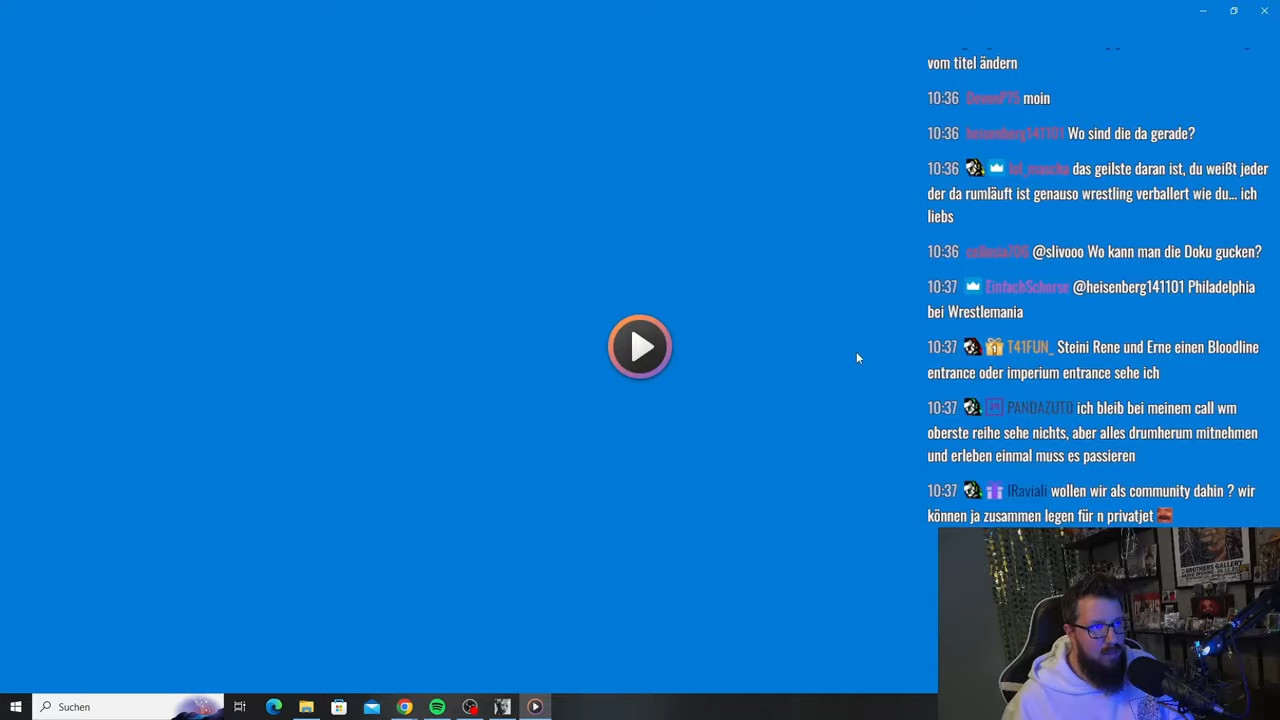 vom titel ändern
10:36 DevonP75 moin
10:36 heisenberg141101 Wo sind die da gerade?
10:36 lol_mascha das geilste daran ist, du weißt jeder
der da rumläuft ist genauso wrestling verballert wie du... ich
liebs
10:36 @slivooo Wo kann man die Doku gucken?
10:37 EinfachSchorse @heisenberg141101 Philadelphia
bei Wrestlemania
10:37 T41FUN_ Steini Rene und Erne einen Bloodline
entrance oder imperium entrance sehe ich
10:37 PANDAZUTO ich bleib bei meinem call wm
oberste reihe sehe nichts, aber alles drumherum mitnehmen
und erleben einmal muss es passieren
10:37 IRaviali wollen wir als community dahin ? wir
können ja zusammen legen für n privatjet
BROTHERS GALLERY
Suchen